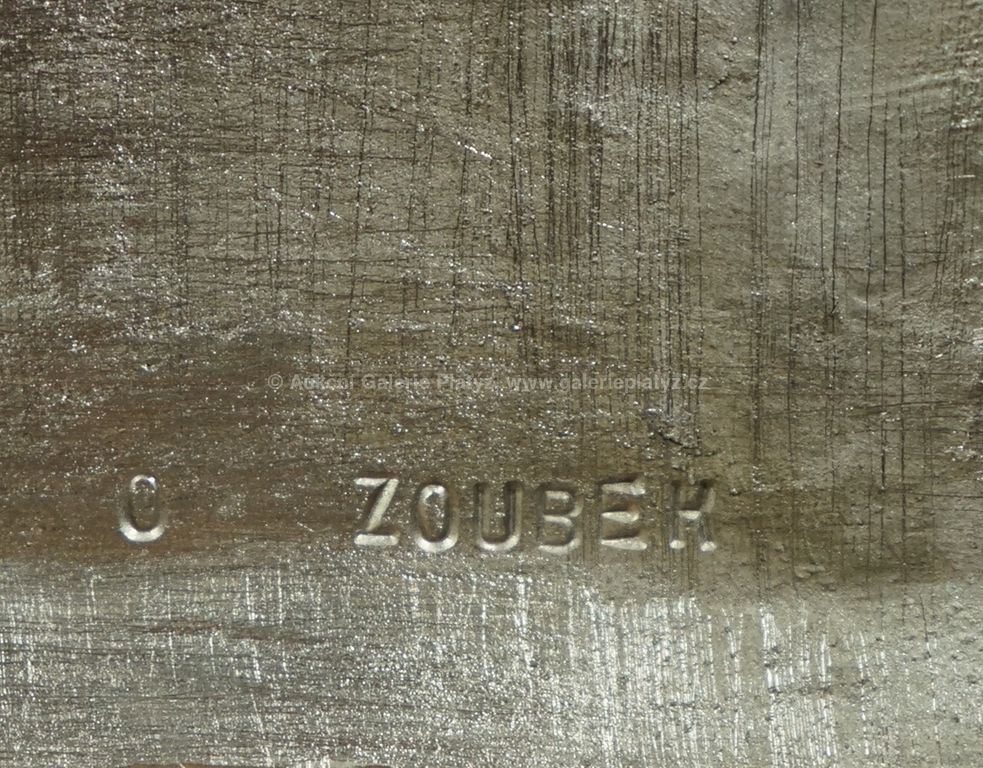 © Aukční Galerie Platýz, www.galerieplatyz.cz
O ZOUBEK